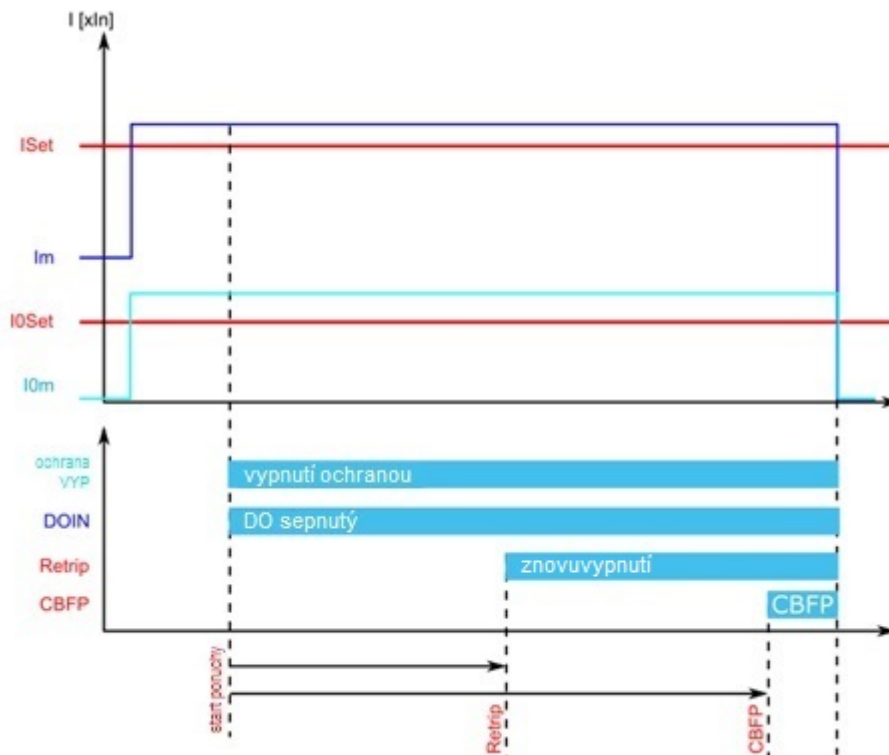 I [xIn]
ISet
Im
I0Set
I0m
ochrana
VYP
vypnutí ochranou
DOIN
DO sepnutý
Retrip
znovuvypnutí
CBFP
CBFP
start poruchy
Retrip
CBFP